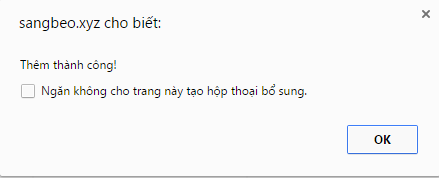 sangbeo.xyz cho biết:
Thêm thành công!
Ngăn không cho trang này tạo hộp thoại bổ sung.
OK